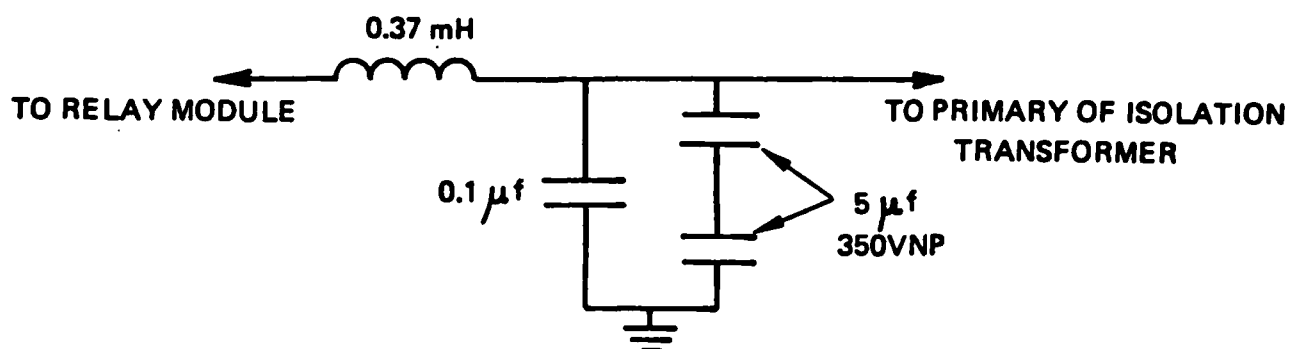 0.37 mH
TO RELAY MODULE
TO PRIMARY OF ISOLATION
TRANSFORMER
0.1 μf
5 μf
350VNP